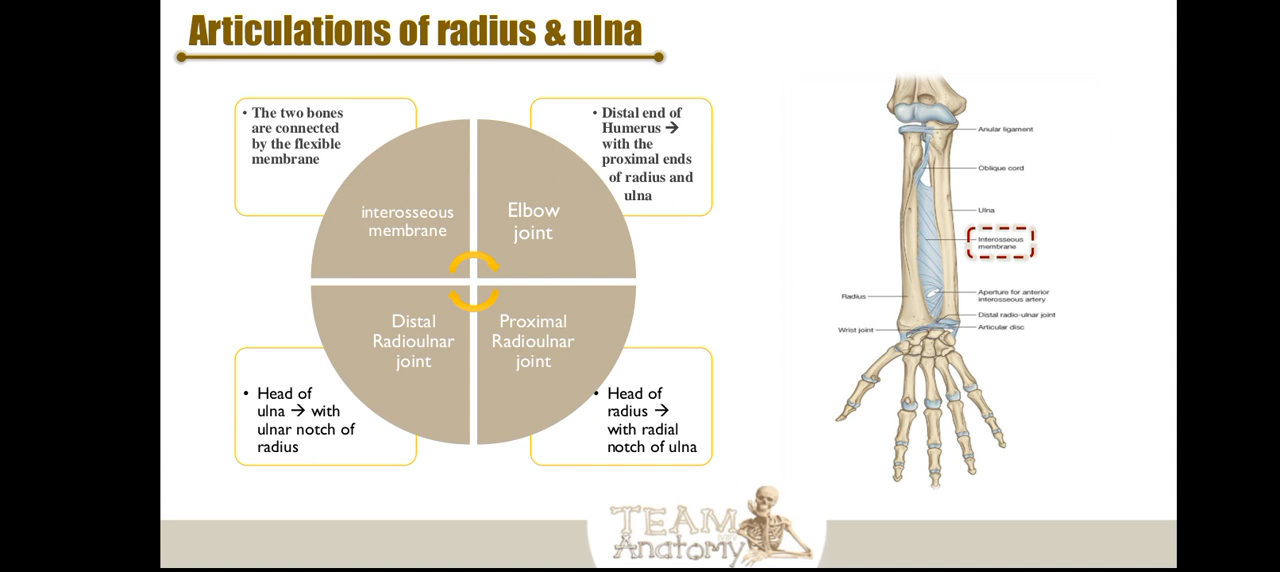 Articulations of radius & ulna
• The two bones
are connected
by the flexible
membrane
• Distal end of
Humerus →
with the
proximal ends
of radius and
ulna
interosseous
membrane
Elbow
joint
Distal
Radioulnar
joint
Proximal
Radioulnar
joint
• Head of
ulna → with
ulnar notch of
radius
• Head of
radius →
with radial
notch of ulna
Anular ligament
Oblique cord
Ulna
Interosseous
membrane
Radius
Aperture for anterior
interosseous artery
Distal radio-ulnar joint
Wrist joint
Articular disc
TEAM
Anatomy